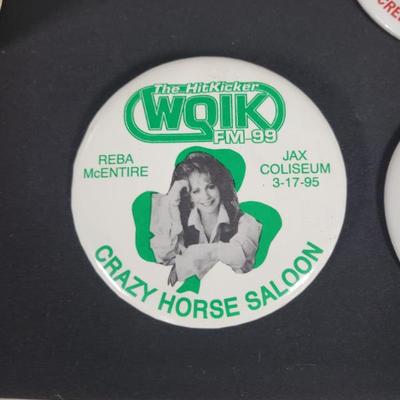 The HitKicker
WQIK
FM-99
REBA
McENTIRE
JAX
COLISEUM
3-17-95
CRAZY HORSE SALOON